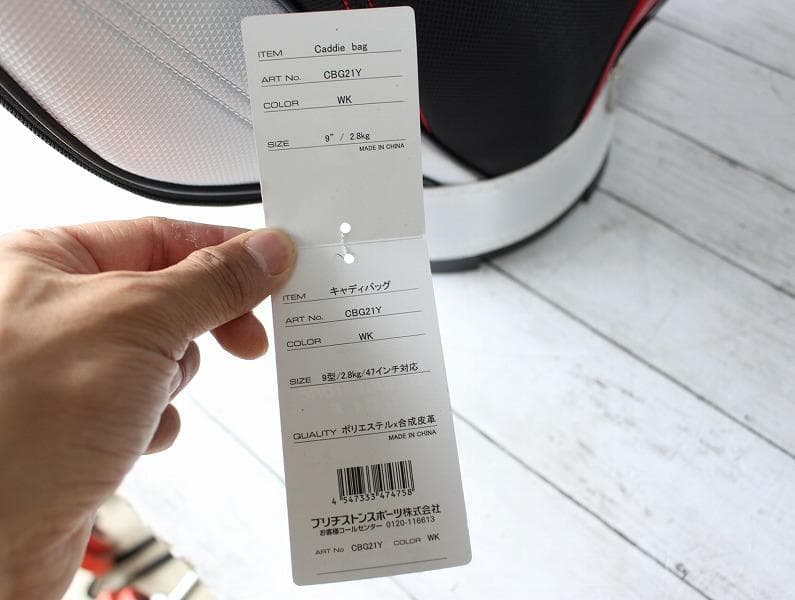 ITEM Caddie bag
ART No. CBG21Y
COLOR WK
SIZE 9" / 2.8kg
MADE IN CHINA
ITEM キャディバッグ
ART No. CBG21Y
COLOR WK
SIZE 9型/2.8kg/47インチ対応
QUALITY ポリエステル×合成皮革
MADE IN CHINA
4 547333 474758
ブリヂストンスポーツ株式会社
お客様コールセンター 0120-116613
ART No CBG21Y COLOR WK